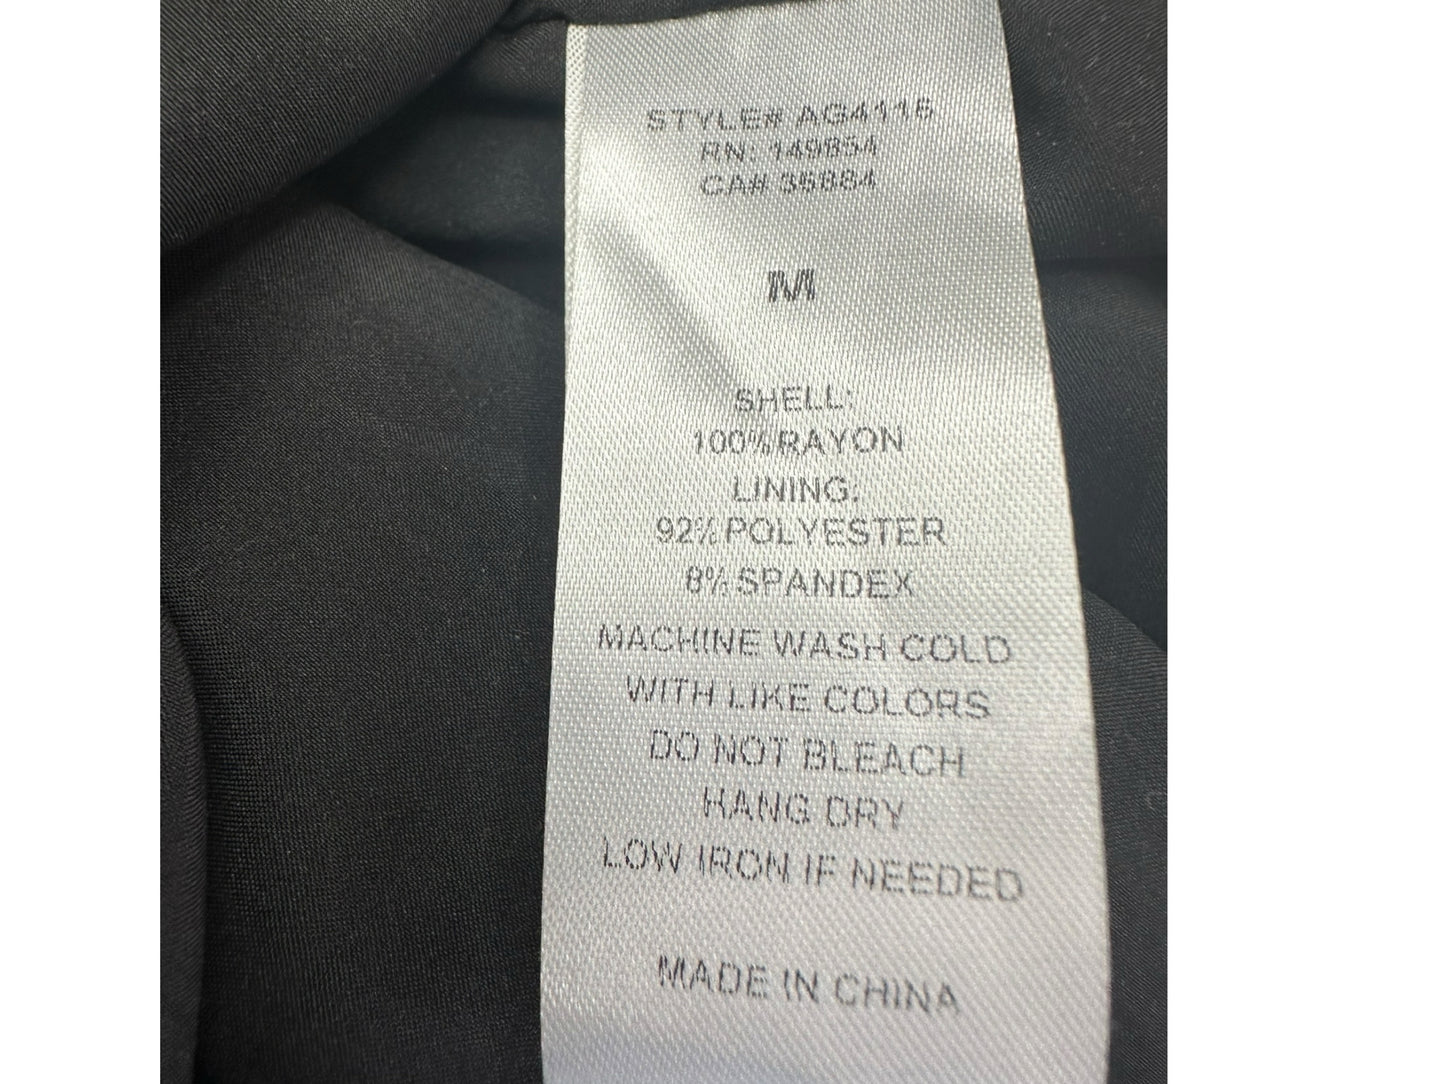 STYLE# AG4116
RN: 149854
CA# 36884
M
SHELL:
100% RAYON
LINING:
92% POLYESTER
8% SPANDEX
MACHINE WASH COLD
WITH LIKE COLORS
DO NOT BLEACH
HANG DRY
LOW IRON IF NEEDED
MADE IN CHINA